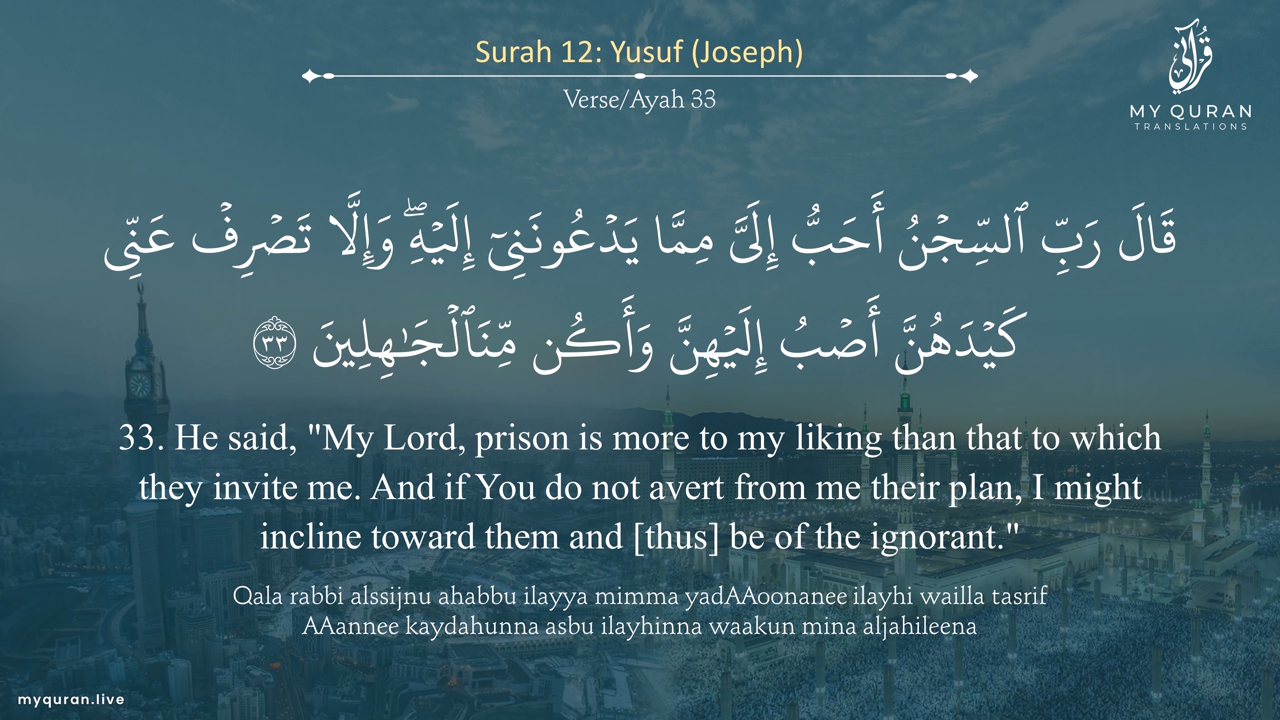 Surah 12: Yusuf (Joseph)
Verse/Ayah 33
قرآني
MY QURAN
TRANSLATIONS
قَالَ رَبِّ ٱلسِّجْنُ أَحَبُّ إِلَىَّ مِمَّا يَدْعُونَنِىٓ إِلَيْهِ ۖ وَإِلَّا تَصْرِفْ عَنِّى
كَيْدَهُنَّ أَصْبُ إِلَيْهِنَّ وَأَكُن مِّنَٱلْجَـٰهِلِينَ ٣٣
33. He said, "My Lord, prison is more to my liking than that to which
they invite me. And if You do not avert from me their plan, I might
incline toward them and [thus] be of the ignorant."
Qala rabbi alssijnu ahabbu ilayya mimma yadAAoonanee ilayhi wailla tasrif
AAannee kaydahunna asbu ilayhinna waakun mina aljahileena
myquran.live